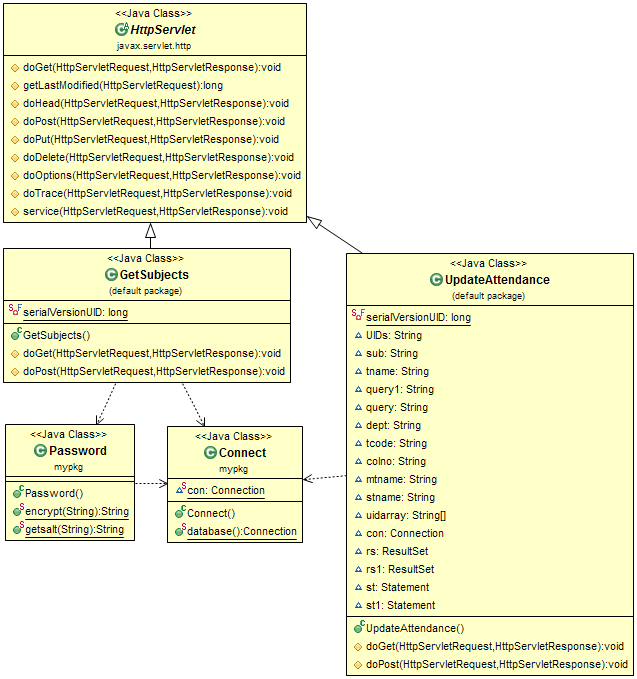 <<Java Class>>
HttpServlet
javax.servlet.http
doGet(HttpServletRequest,HttpServletResponse):void
getLastModified(HttpServletRequest):long
doHead(HttpServletRequest,HttpServletResponse):void
doPost(HttpServletRequest,HttpServletResponse):void
doPut(HttpServletRequest,HttpServletResponse):void
doDelete(HttpServletRequest,HttpServletResponse):void
doOptions(HttpServletRequest,HttpServletResponse):void
doTrace(HttpServletRequest,HttpServletResponse):void
service(HttpServletRequest,HttpServletResponse):void
<<Java Class>>
GetSubjects
(default package)
serialVersionUID: long
GetSubjects()
doGet(HttpServletRequest,HttpServletResponse):void
doPost(HttpServletRequest,HttpServletResponse):void
<<Java Class>>
Password
mypkg
Password()
encrypt(String):String
getsalt(String):String
<<Java Class>>
Connect
mypkg
con: Connection
Connect()
database():Connection
<<Java Class>>
UpdateAttendance
(default package)
serialVersionUID: long
UIDs: String
sub: String
tname: String
query1: String
query: String
dept: String
tcode: String
colno: String
mtname: String
stname: String
uidarray: String[]
con: Connection
rs: ResultSet
rs1: ResultSet
st: Statement
st1: Statement
UpdateAttendance()
doGet(HttpServletRequest,HttpServletResponse):void
doPost(HttpServletRequest,HttpServletResponse):void